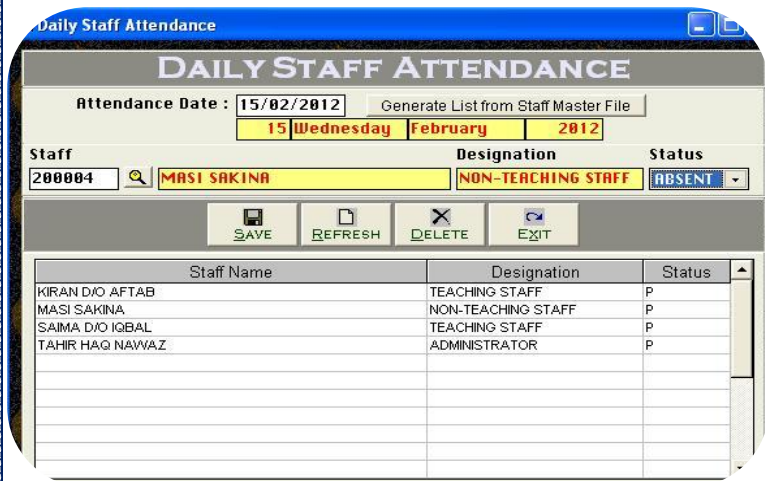 Daily Staff Attendance
DAILY STAFF ATTENDANCE
Attendance Date : 15/02/2012 Generate List from Staff Master File
15 Wednesday February 2012
Staff Designation Status
200004 MASI SAKINA NON-TEACHING STAFF ABSENT
SAVE REFRESH DELETE EXIT
Staff Name Designation Status
KIRAN D/O AFTAB TEACHING STAFF P
MASI SAKINA NON-TEACHING STAFF P
SAIMA D/O IQBAL TEACHING STAFF P
TAHIR HAQ NAWAZ ADMINISTRATOR P